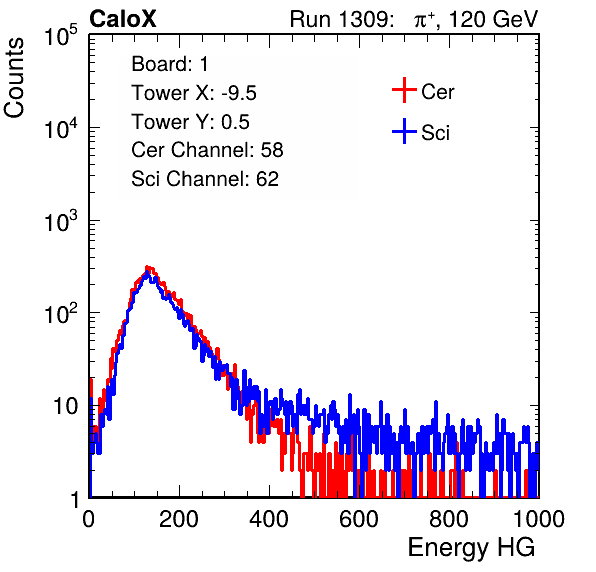 CaloX Run 1309: π⁺, 120 GeV
Board: 1
Tower X: -9.5
Tower Y: 0.5
Cer Channel: 58
Sci Channel: 62
Cer
Sci
Counts
10⁵
10⁴
10³
10²
10
1
0 200 400 600 800 1000
Energy HG